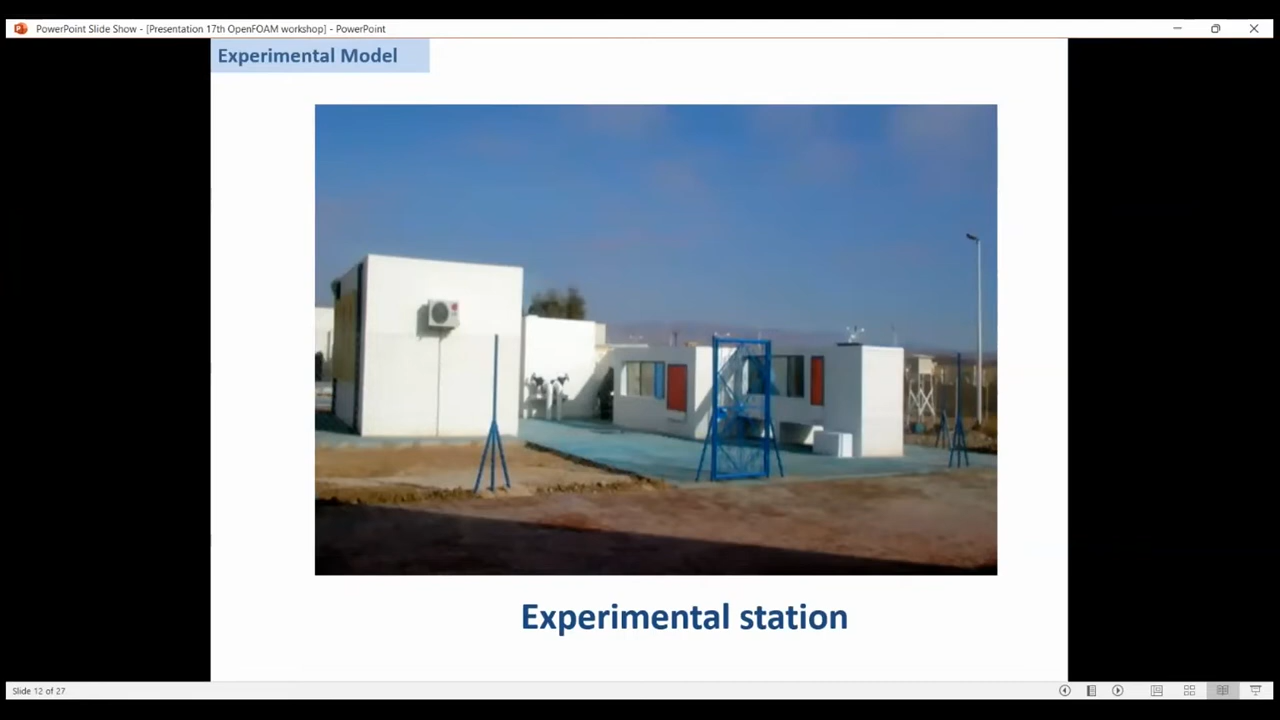 PowerPoint Slide Show - [Presentation 17th OpenFOAM workshop] - PowerPoint
Experimental Model
Experimental station
Slide 12 of 27